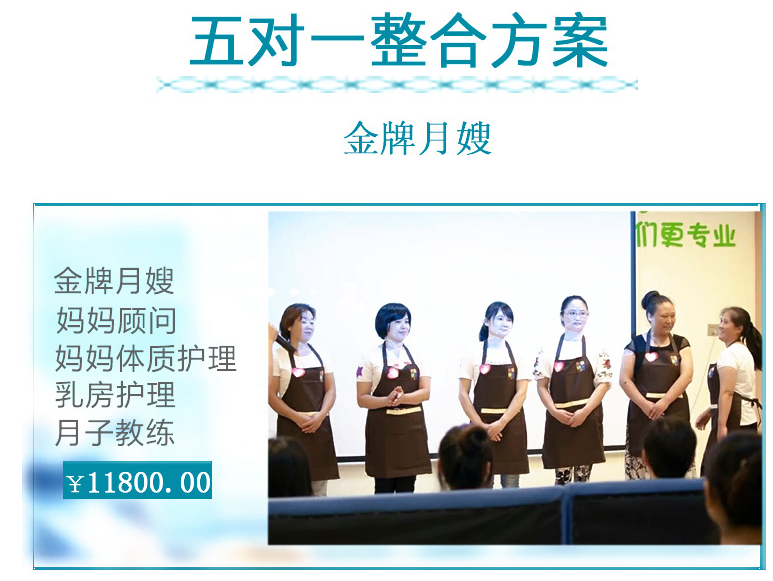 五对一整合方案
金牌月嫂
金牌月嫂
妈妈顾问
妈妈体质护理
乳房护理
月子教练
¥11800.00
们更专业